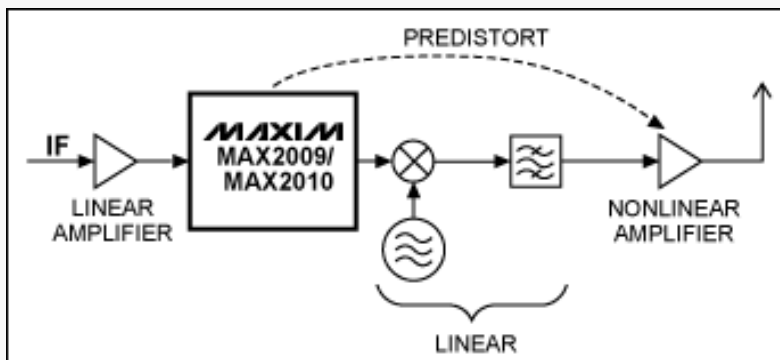 PREDISTORT
IF
MAXIM
MAX2009/
MAX2010
LINEAR
AMPLIFIER
NONLINEAR
AMPLIFIER
LINEAR